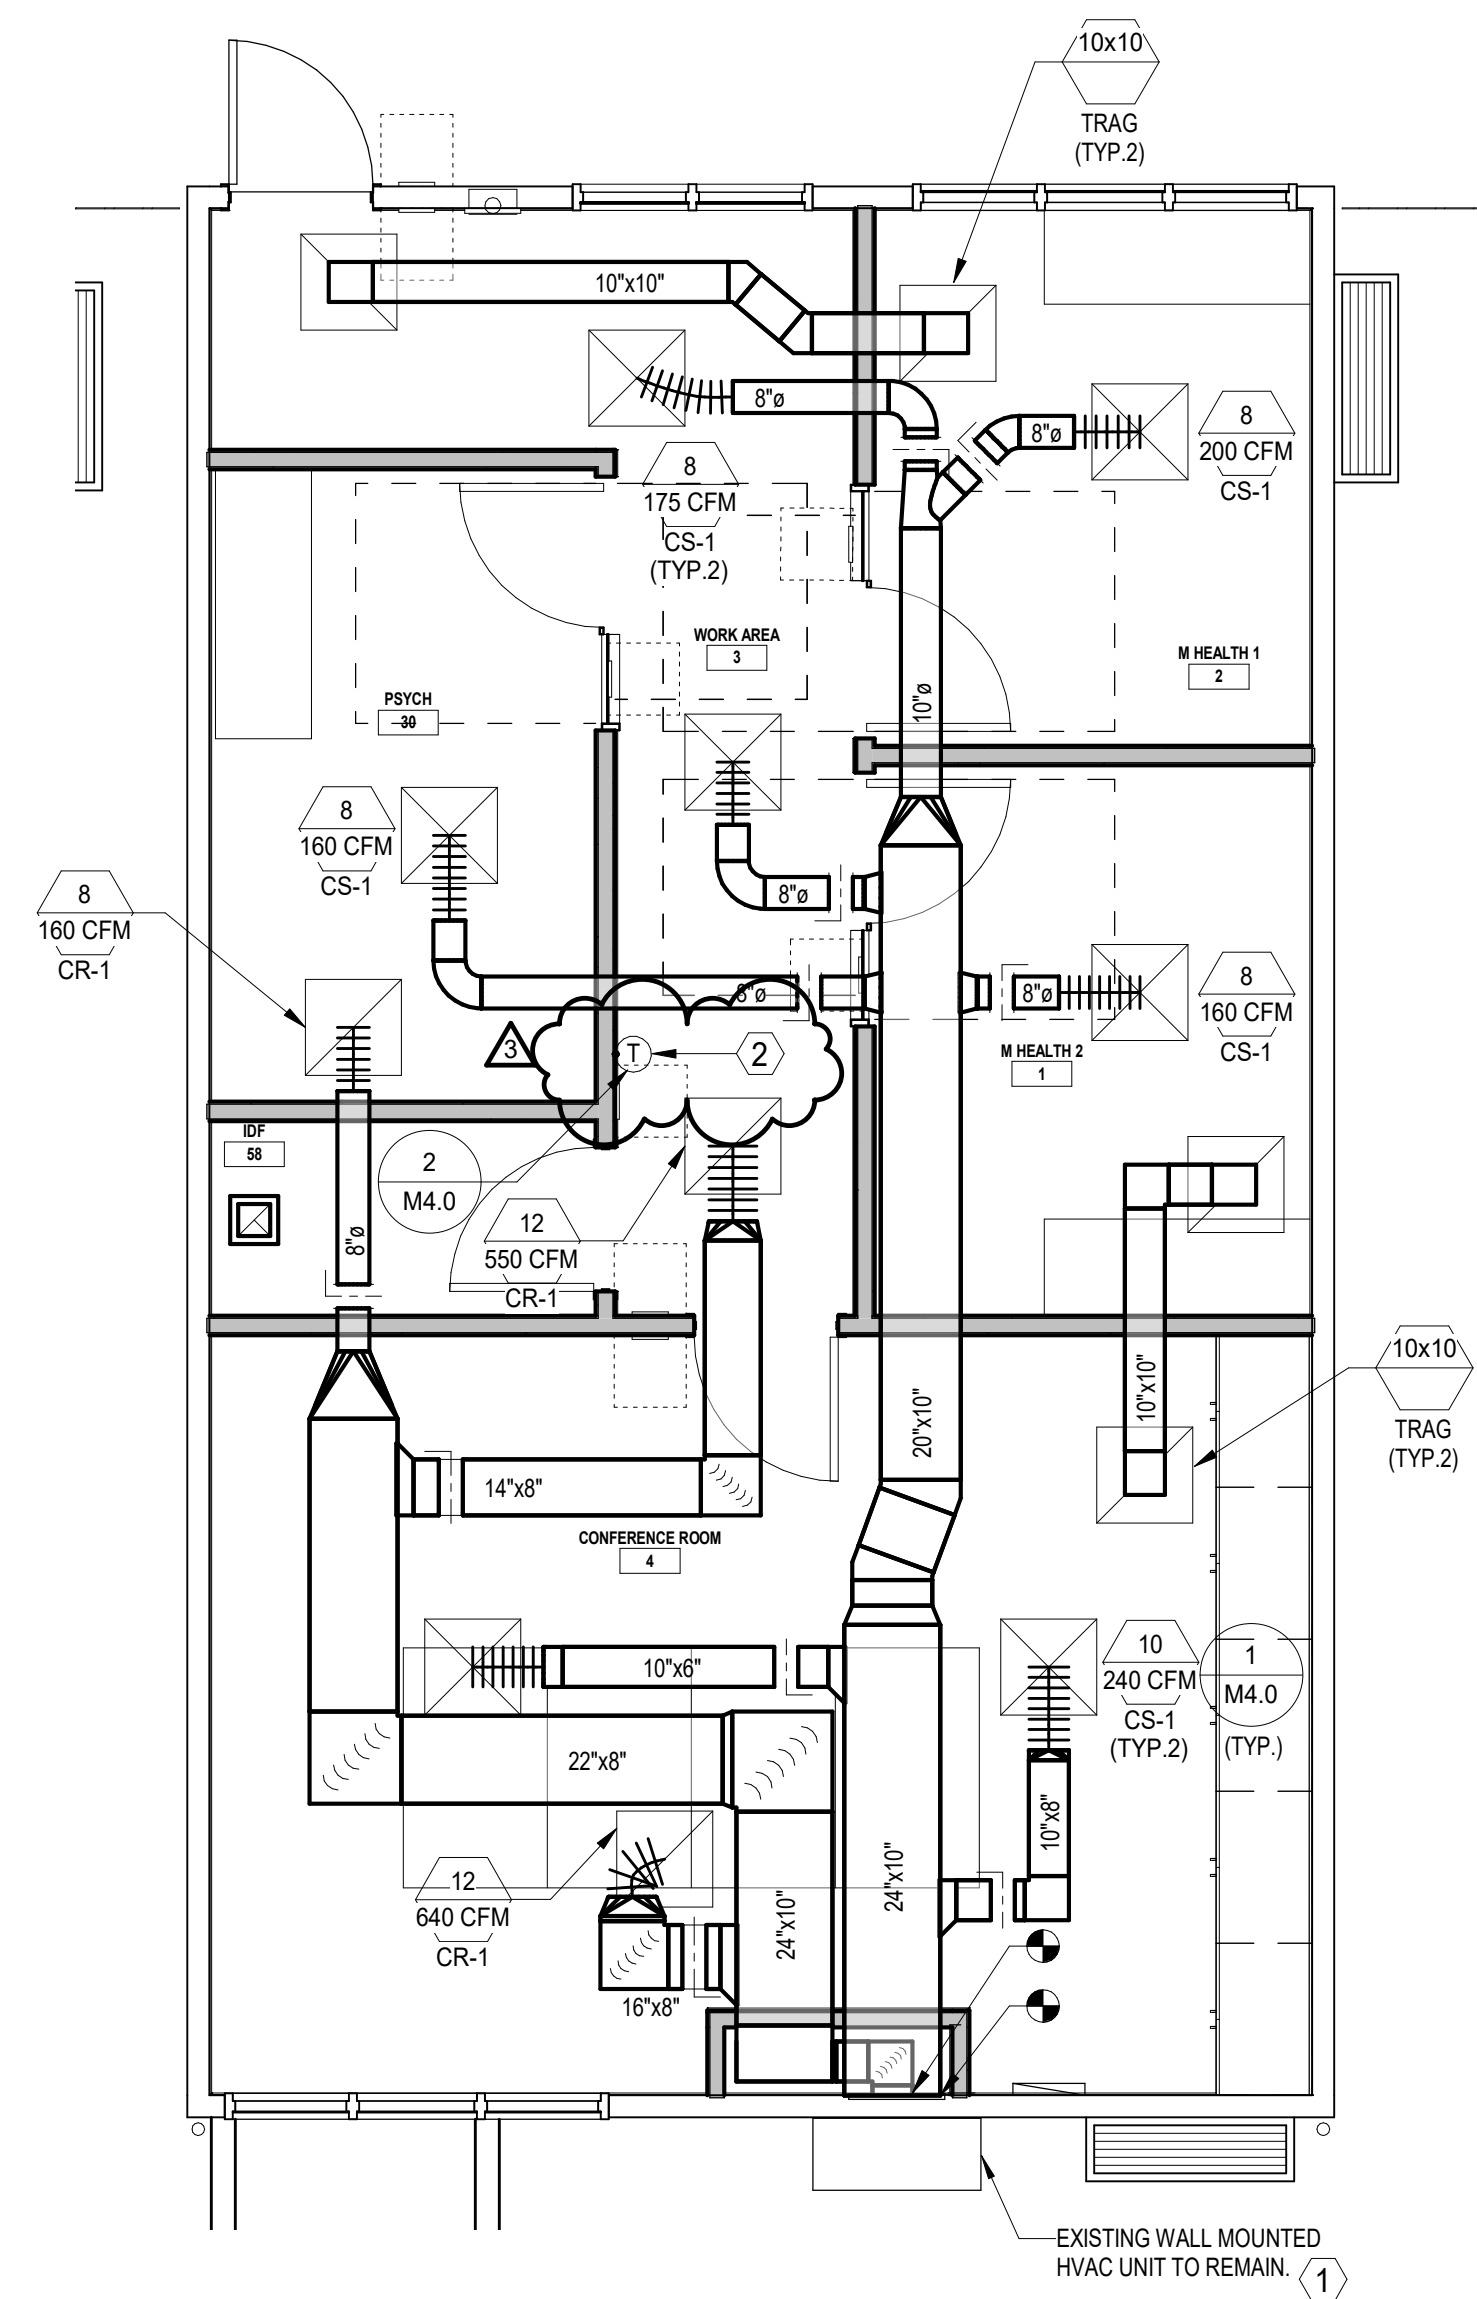 10x10
TRAG
(TYP.2)
10"x10"
8"ø
8"ø
8
200 CFM
CS-1
8
175 CFM
CS-1
(TYP.2)
WORK AREA
3
M HEALTH 1
2
PSYCH
30
10"ø
8
160 CFM
CS-1
8"ø
8
160 CFM
CR-1
8"ø
8"ø
8
160 CFM
CS-1
3
T
2
M HEALTH 2
1
IDF
58
2
M4.0
8"ø
12
550 CFM
CR-1
10x10
TRAG
(TYP.2)
10"x10"
20"x10"
14"x8"
CONFERENCE ROOM
4
10"x6"
10
240 CFM
CS-1
(TYP.2)
1
M4.0
(TYP.)
22"x8"
10"x8"
12
640 CFM
CR-1
24"x10"
24"x10"
16"x8"
EXISTING WALL MOUNTED
HVAC UNIT TO REMAIN.
1